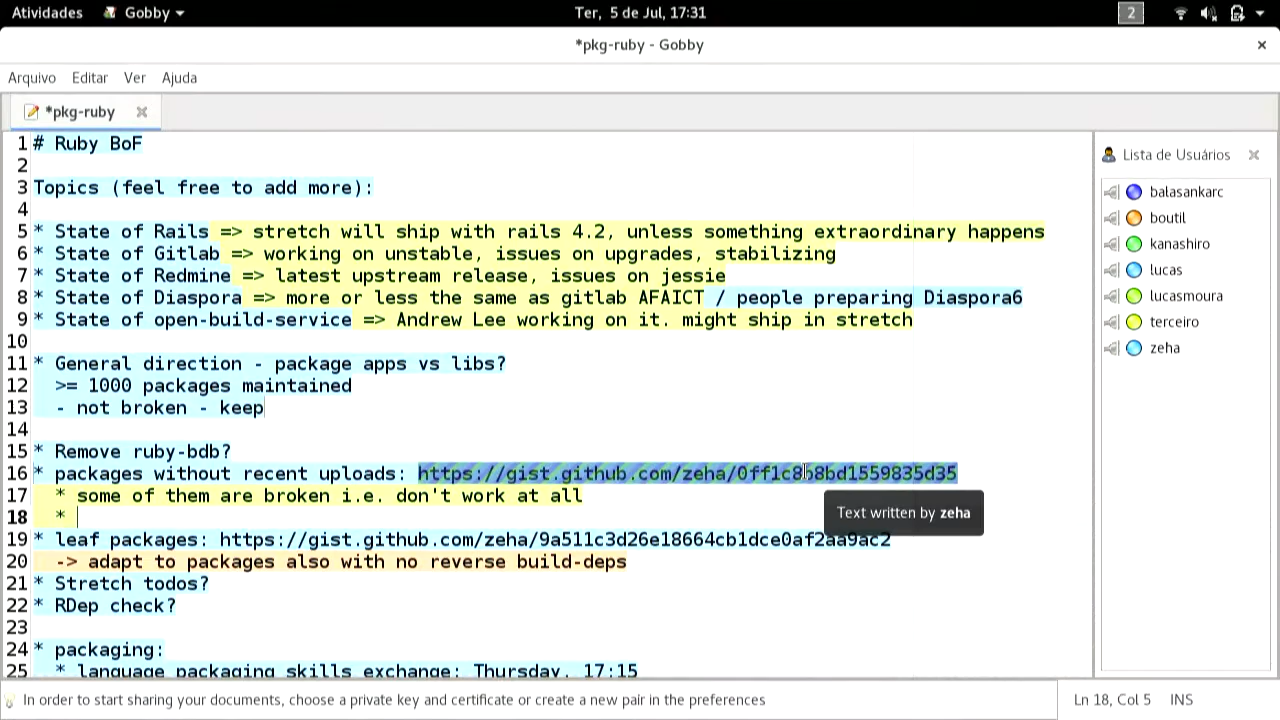 Atividades Gobby Ter, 5 de Jul, 17:31 2
*pkg-ruby - Gobby
Arquivo Editar Ver Ajuda
*pkg-ruby
1 # Ruby BoF
2
3 Topics (feel free to add more):
4
5 * State of Rails => stretch will ship with rails 4.2, unless something extraordinary happens
6 * State of Gitlab => working on unstable, issues on upgrades, stabilizing
7 * State of Redmine => latest upstream release, issues on jessie
8 * State of Diaspora => more or less the same as gitlab AFAICT / people preparing Diaspora6
9 * State of open-build-service => Andrew Lee working on it. might ship in stretch
10
11 * General direction - package apps vs libs?
12 >= 1000 packages maintained
13 - not broken - keep
14
15 * Remove ruby-bdb?
16 * packages without recent uploads: https://gist.github.com/zeha/0ff1c8b8bd1559835d35
17 * some of them are broken i.e. don't work at all
18 *
Text written by zeha
19 * leaf packages: https://gist.github.com/zeha/9a511c3d26e18664cb1dce0af2aa9ac2
20 -> adapt to packages also with no reverse build-deps
21 * Stretch todos?
22 * RDep check?
23
24 * packaging:
25 * language packaging skills exchange: Thursday, 17:15
Lista de Usuários
balasankarc
boutil
kanashiro
lucas
lucasmoura
terceiro
zeha
In order to start sharing your documents, choose a private key and certificate or create a new pair in the preferences
Ln 18, Col 5 INS